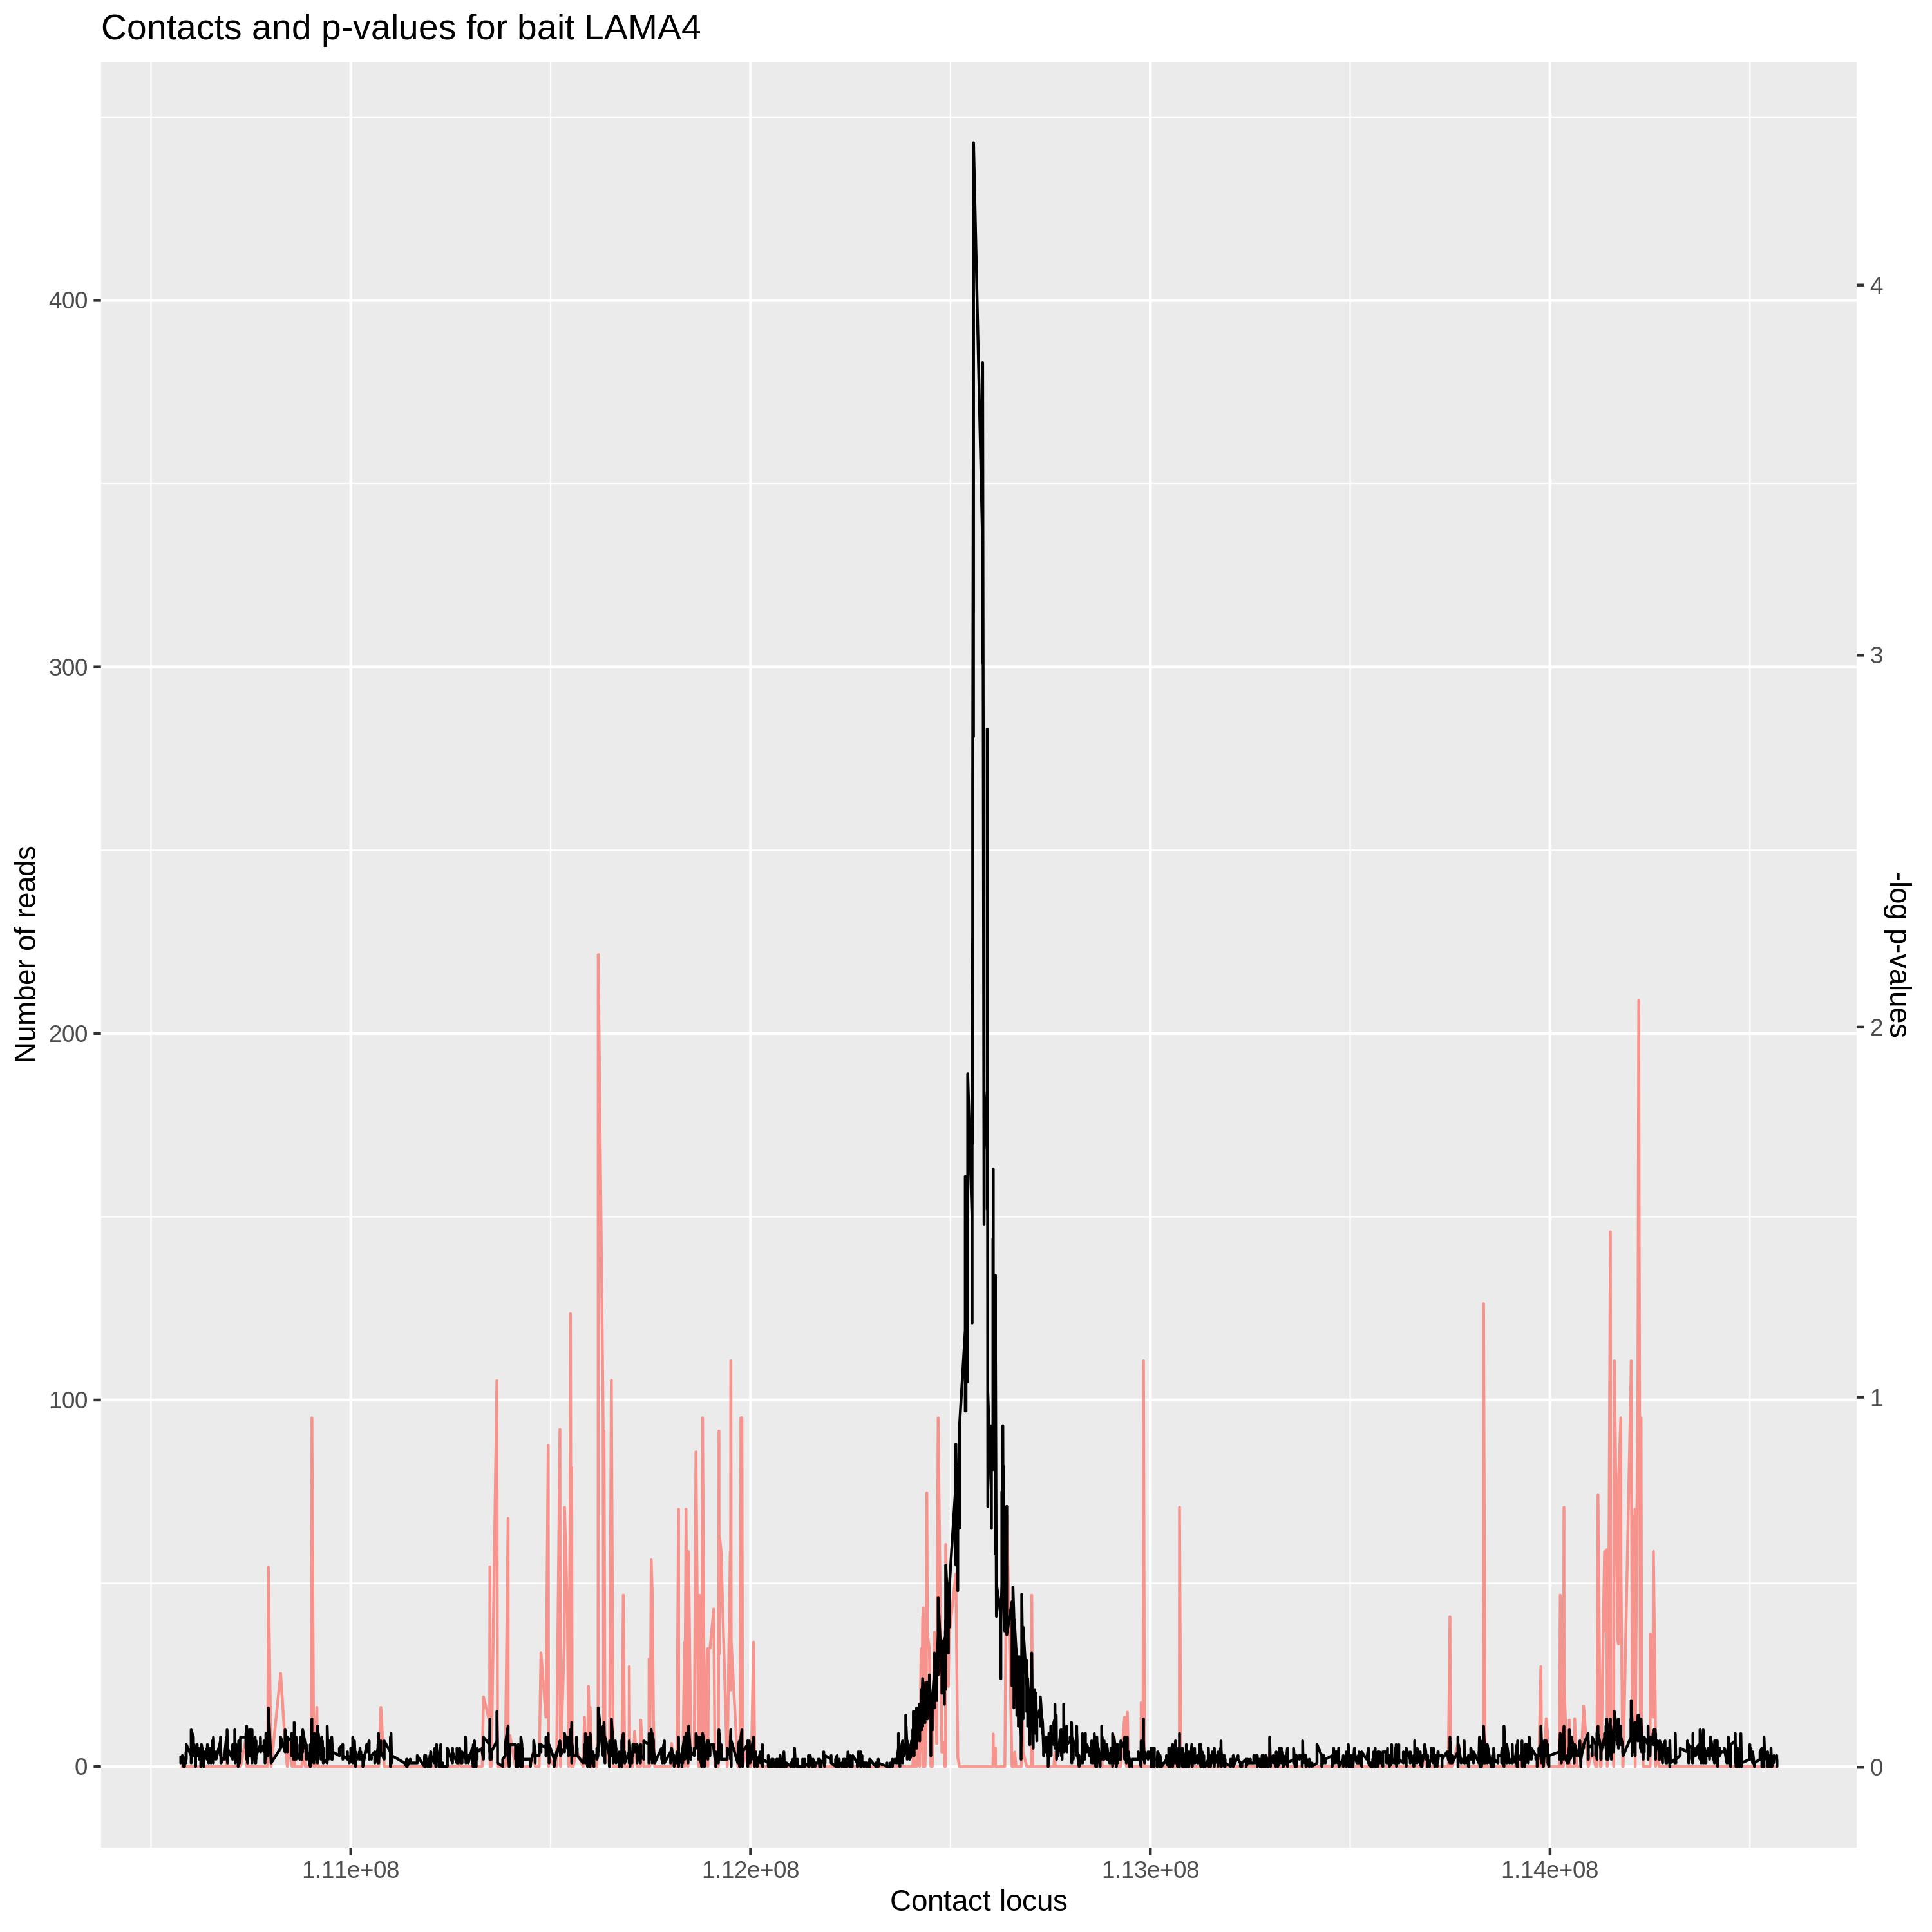 Contacts and p-values for bait LAMA4
Number of reads
400
300
200
100
0
4
3
2
1
0
-log p-values
1.11e+08
1.12e+08
1.13e+08
1.14e+08
Contact locus